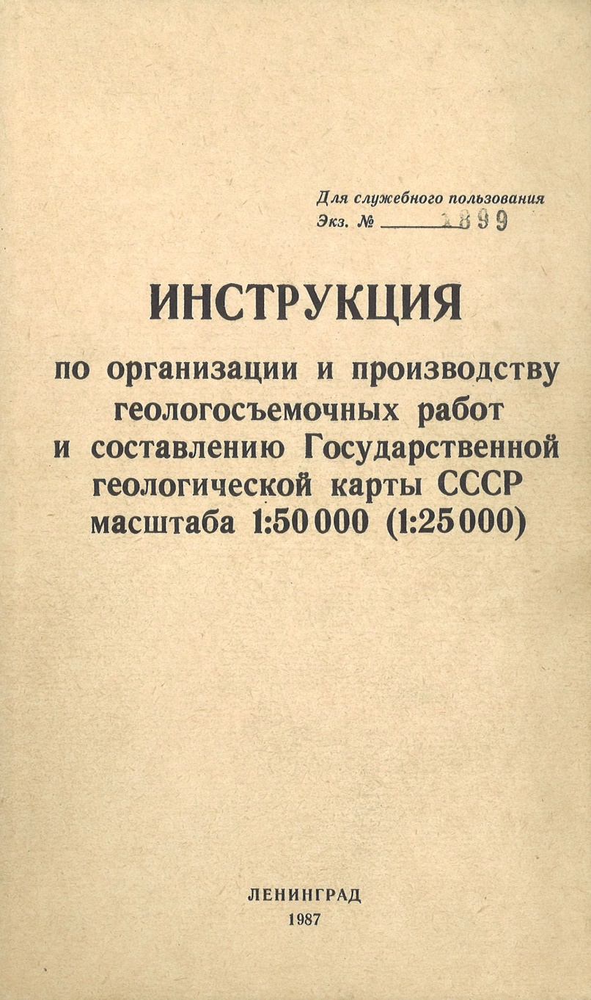 Для служебного пользования
Экз. № 1899
ИНСТРУКЦИЯ
по организации и производству
геологосъемочных работ
и составлению Государственной
геологической карты СССР
масштаба 1:50 000 (1:25 000)
ЛЕНИНГРАД
1987